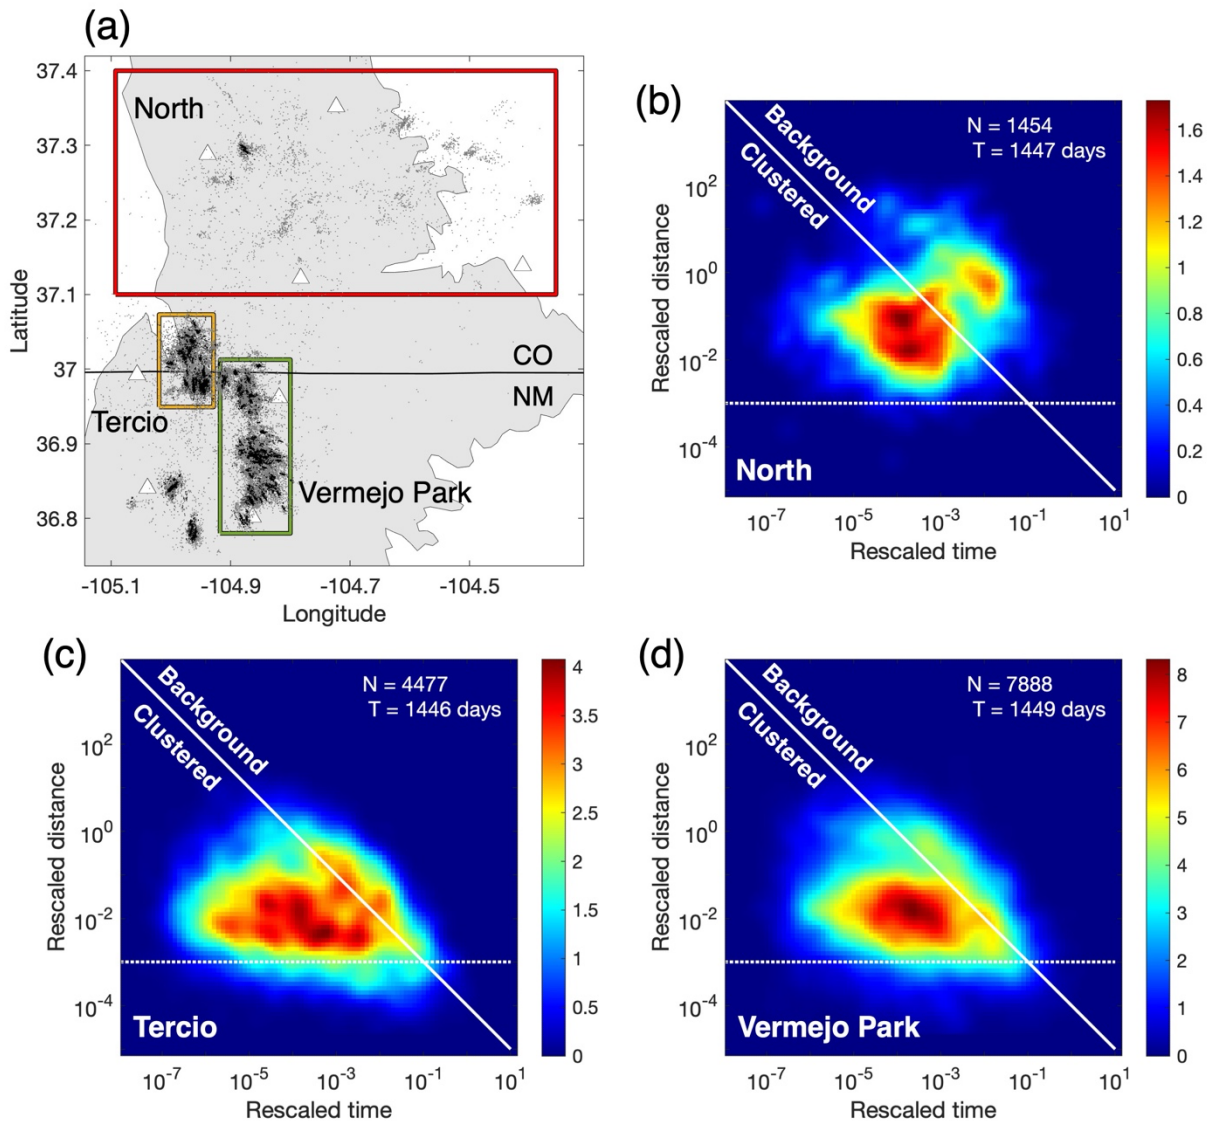 (a)
37.4
37.3
37.2
37.1
37
36.9
36.8
Latitude
North
CO
NM
Tercio
Vermejo Park
-105.1
-104.9
-104.7
-104.5
Longitude
(b)
Background
Clustered
N = 1454
T = 1447 days
North
10^2
10^0
10^-2
10^-4
Rescaled distance
10^-7
10^-5
10^-3
10^-1
10^1
Rescaled time
1.6
1.4
1.2
1
0.8
0.6
0.4
0.2
0
(c)
Background
Clustered
N = 4477
T = 1446 days
Tercio
10^2
10^0
10^-2
10^-4
Rescaled distance
10^-7
10^-5
10^-3
10^-1
10^1
Rescaled time
4
3.5
3
2.5
2
1.5
1
0.5
0
(d)
Background
Clustered
N = 7888
T = 1449 days
Vermejo Park
10^2
10^0
10^-2
10^-4
Rescaled distance
10^-7
10^-5
10^-3
10^-1
10^1
Rescaled time
8
7
6
5
4
3
2
1
0